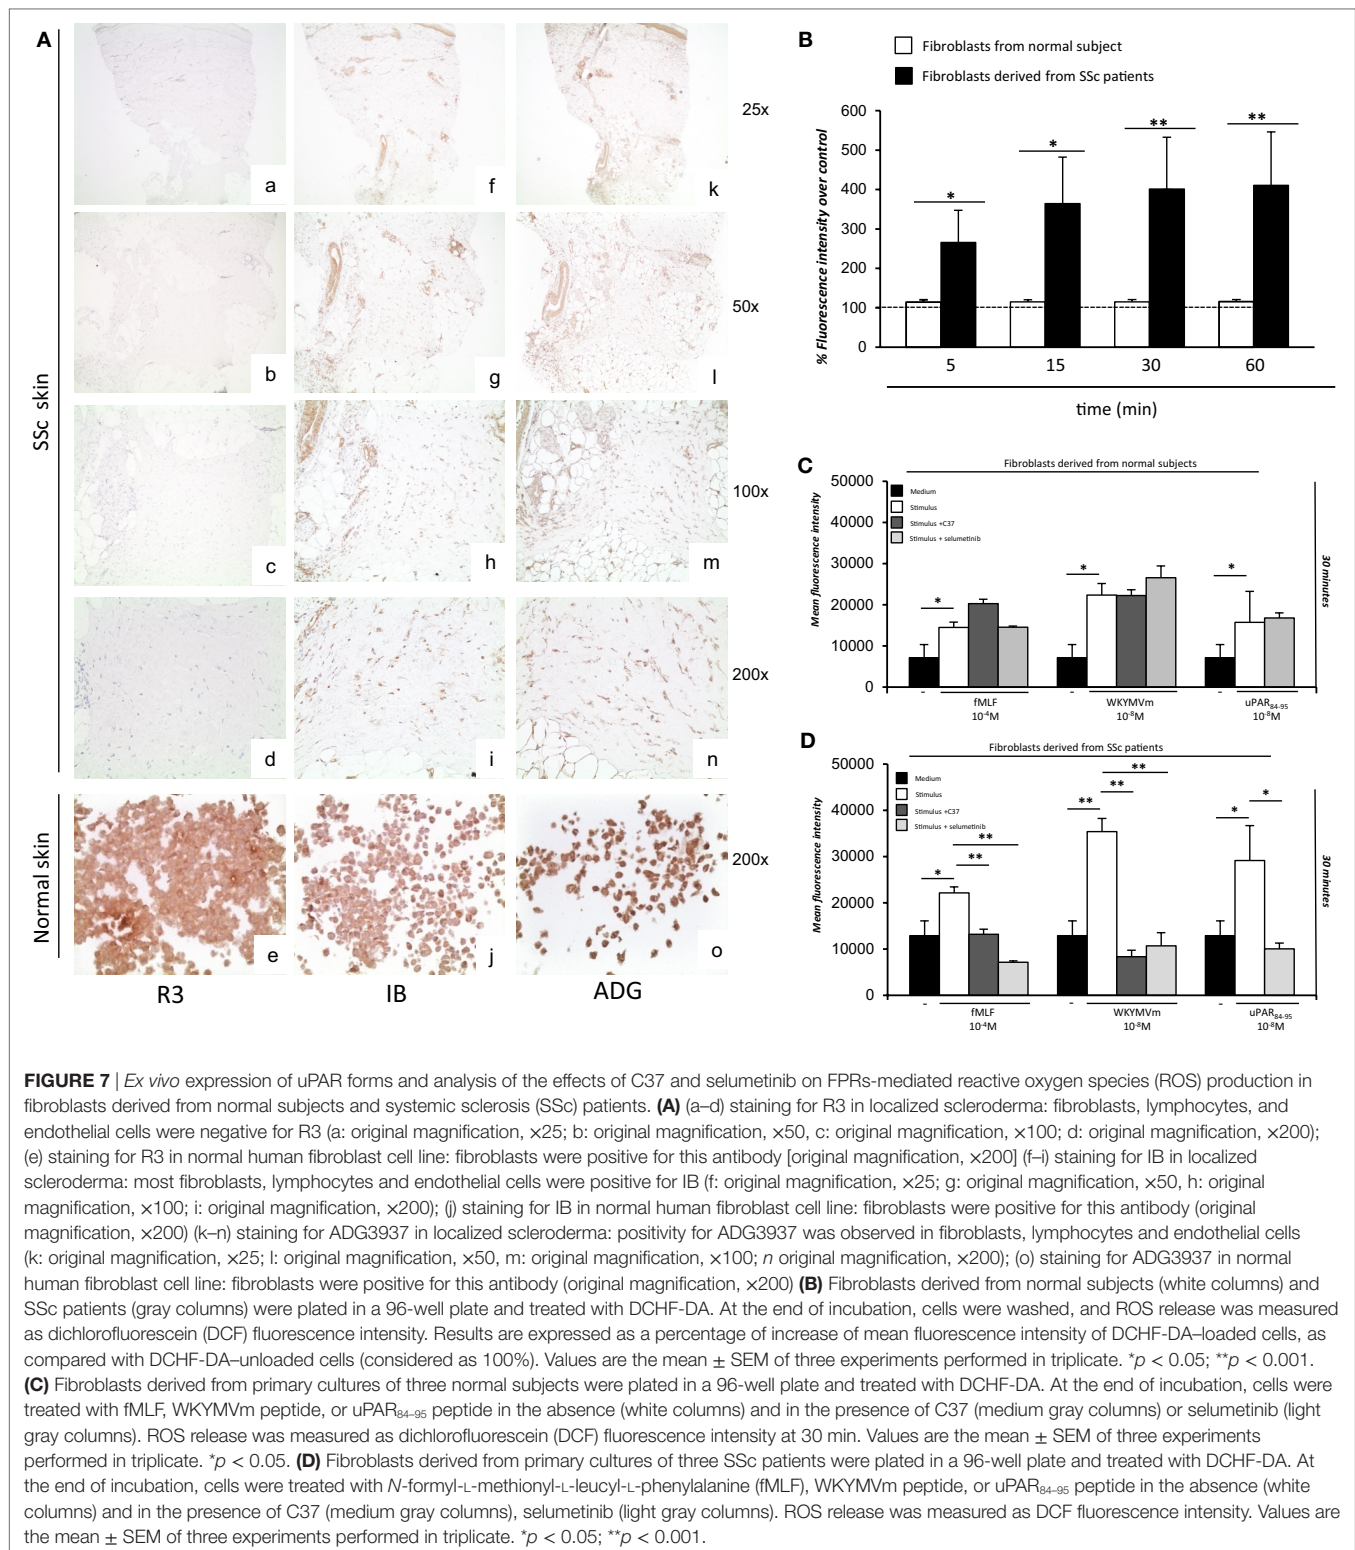 A
SSc skin
Normal skin
a
f
k
25x
b
g
l
50x
c
h
m
100x
d
i
n
200x
e
j
o
200x
R3
IB
ADG
B
Fibroblasts from normal subject
Fibroblasts derived from SSc patients
% Fluorescence intensity over control
600
500
400
300
200
100
0
*
*
**
**
5
15
30
60
time (min)
C
Fibroblasts derived from normal subjects
Mean fluorescence intensity
50000
40000
30000
20000
10000
0
Medium
Stimulus
Stimulus +C37
Stimulus + selumetinib
*
*
*
30 minutes
-
-
-
fMLF
10⁻⁴M
WKYMVm
10⁻⁸M
uPAR₈₄₋₉₅
10⁻⁸M
D
Fibroblasts derived from SSc patients
Mean fluorescence intensity
50000
40000
30000
20000
10000
0
Medium
Stimulus
Stimulus +C37
Stimulus + selumetinib
*
**
**
**
**
**
*
*
30 minutes
-
-
-
fMLF
10⁻⁴M
WKYMVm
10⁻⁸M
uPAR₈₄₋₉₅
10⁻⁸M
FIGURE 7 | Ex vivo expression of uPAR forms and analysis of the effects of C37 and selumetinib on FPRs-mediated reactive oxygen species (ROS) production in
fibroblasts derived from normal subjects and systemic sclerosis (SSc) patients. (A) (a–d) staining for R3 in localized scleroderma: fibroblasts, lymphocytes, and
endothelial cells were negative for R3 (a: original magnification, ×25; b: original magnification, ×50, c: original magnification, ×100; d: original magnification, ×200);
(e) staining for R3 in normal human fibroblast cell line: fibroblasts were positive for this antibody [original magnification, ×200] (f–i) staining for IB in localized
scleroderma: most fibroblasts, lymphocytes and endothelial cells were positive for IB (f: original magnification, ×25; g: original magnification, ×50, h: original
magnification, ×100; i: original magnification, ×200); (j) staining for IB in normal human fibroblast cell line: fibroblasts were positive for this antibody (original
magnification, ×200) (k–n) staining for ADG3937 in localized scleroderma: positivity for ADG3937 was observed in fibroblasts, lymphocytes and endothelial cells
(k: original magnification, ×25; l: original magnification, ×50, m: original magnification, ×100; n original magnification, ×200); (o) staining for ADG3937 in normal
human fibroblast cell line: fibroblasts were positive for this antibody (original magnification, ×200) (B) Fibroblasts derived from normal subjects (white columns) and
SSc patients (gray columns) were plated in a 96-well plate and treated with DCHF-DA. At the end of incubation, cells were washed, and ROS release was measured
as dichlorofluorescein (DCF) fluorescence intensity. Results are expressed as a percentage of increase of mean fluorescence intensity of DCHF-DA–loaded cells, as
compared with DCHF-DA–unloaded cells (considered as 100%). Values are the mean ± SEM of three experiments performed in triplicate. *p < 0.05; **p < 0.001.
(C) Fibroblasts derived from primary cultures of three normal subjects were plated in a 96-well plate and treated with DCHF-DA. At the end of incubation, cells were
treated with fMLF, WKYMVm peptide, or uPAR₈₄₋₉₅ peptide in the absence (white columns) and in the presence of C37 (medium gray columns) or selumetinib (light
gray columns). ROS release was measured as dichlorofluorescein (DCF) fluorescence intensity at 30 min. Values are the mean ± SEM of three experiments
performed in triplicate. *p < 0.05. (D) Fibroblasts derived from primary cultures of three SSc patients were plated in a 96-well plate and treated with DCHF-DA. At
the end of incubation, cells were treated with N-formyl-L-methionyl-L-leucyl-L-phenylalanine (fMLF), WKYMVm peptide, or uPAR₈₄₋₉₅ peptide in the absence (white
columns) and in the presence of C37 (medium gray columns), selumetinib (light gray columns). ROS release was measured as DCF fluorescence intensity. Values are
the mean ± SEM of three experiments performed in triplicate. *p < 0.05; **p < 0.001.